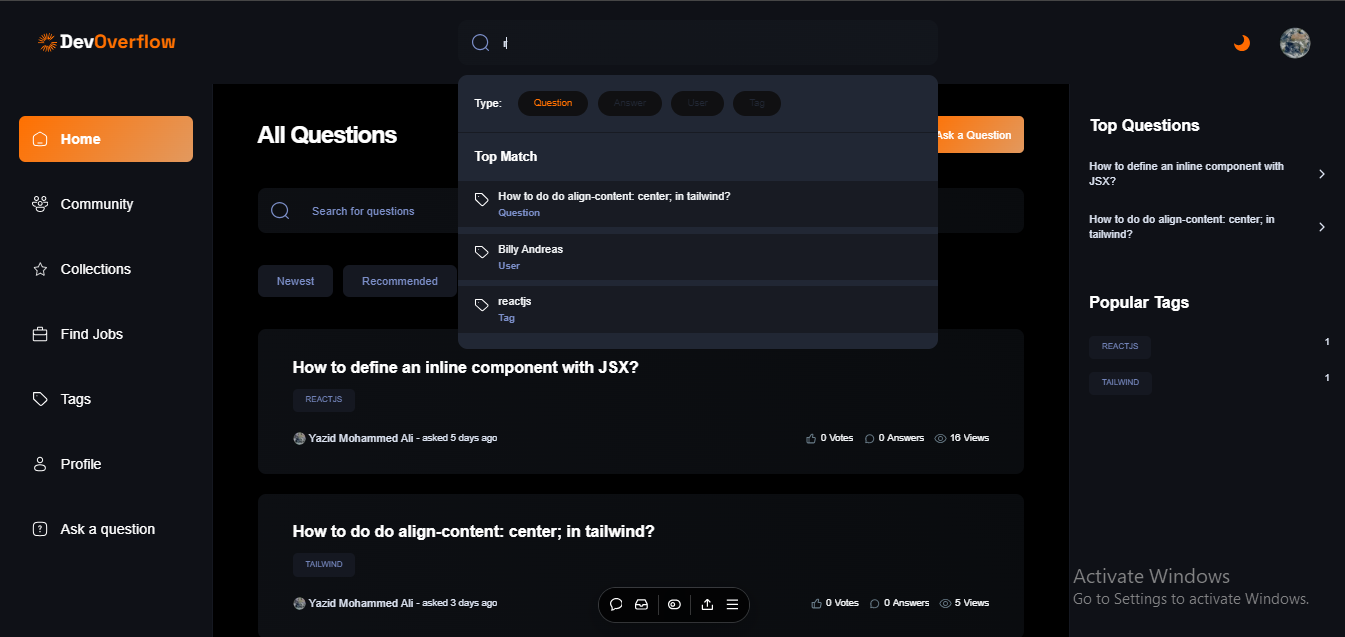 DevOverflow
r
Type:
Question
Answer
User
Tag
Home
Community
Collections
Find Jobs
Tags
Profile
Ask a question
All Questions
Ask a Question
Search for questions
Newest
Recommended
Top Match
How to do do align-content: center; in tailwind?
Question
Billy Andreas
User
reactjs
Tag
How to define an inline component with JSX?
REACTJS
Yazid Mohammed Ali - asked 5 days ago
0 Votes 0 Answers 16 Views
How to do do align-content: center; in tailwind?
TAILWIND
Yazid Mohammed Ali - asked 3 days ago
0 Votes 0 Answers 5 Views
Top Questions
How to define an inline component with
JSX?
How to do do align-content: center; in
tailwind?
Popular Tags
REACTJS 1
TAILWIND 1
Activate Windows
Go to Settings to activate Windows.